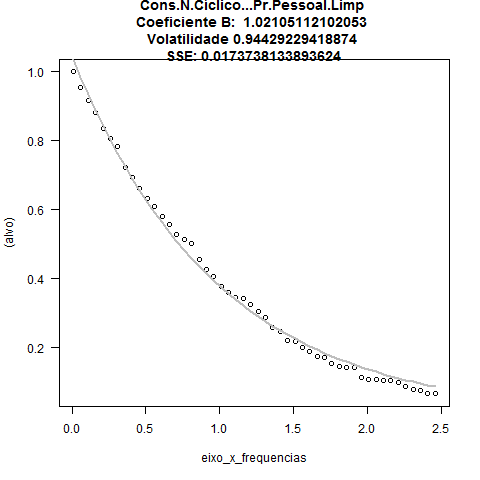 Cons.N.Ciclico...Pr.Pessoal.Limp
Coeficiente B:  1.02105112102053
Volatilidade 0.94429229418874
SSE: 0.0173738133893624
1.0
0.8
0.6
0.4
0.2
(alvo)
0.0 0.5 1.0 1.5 2.0 2.5
eixo_x_frequencias